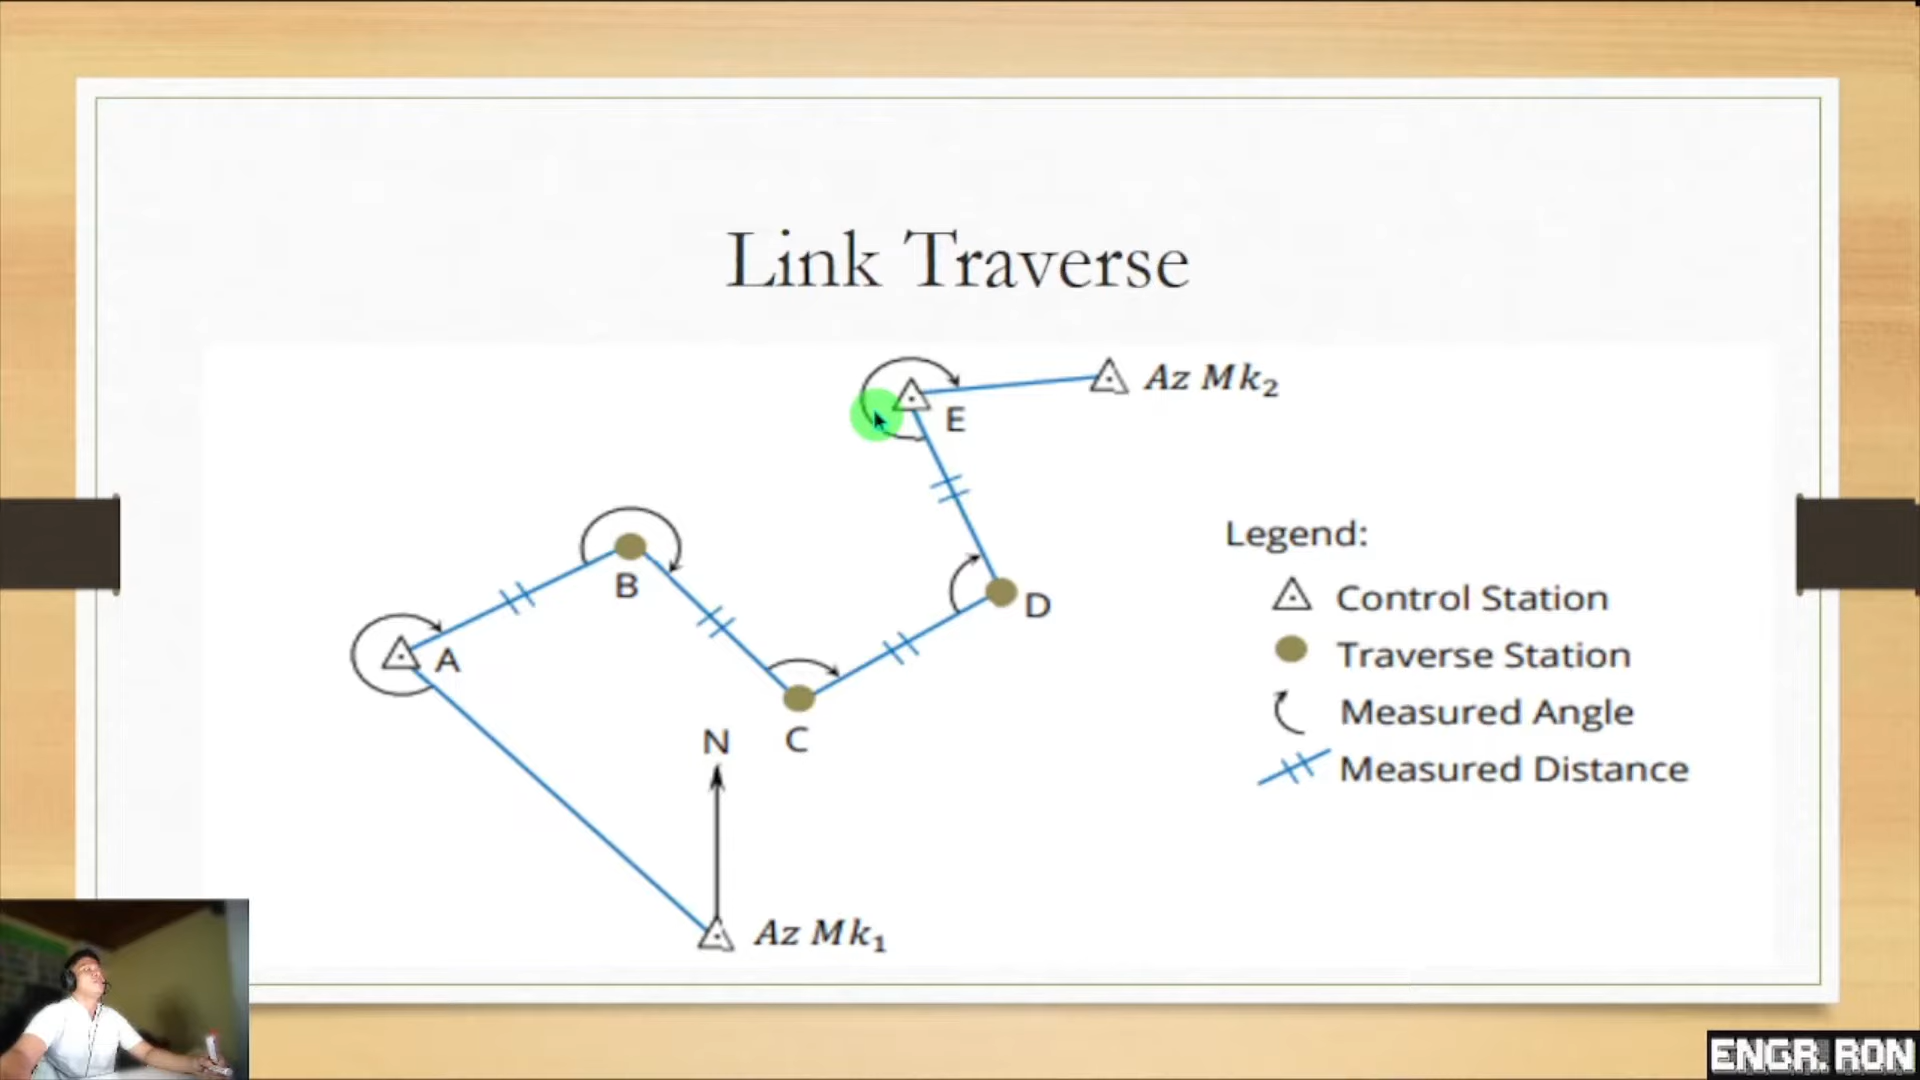 Link Traverse
Az Mk₂
E
Legend:
B
Control Station
D
A
Traverse Station
Measured Angle
N
C
Measured Distance
Az Mk₁
ENGR. RON